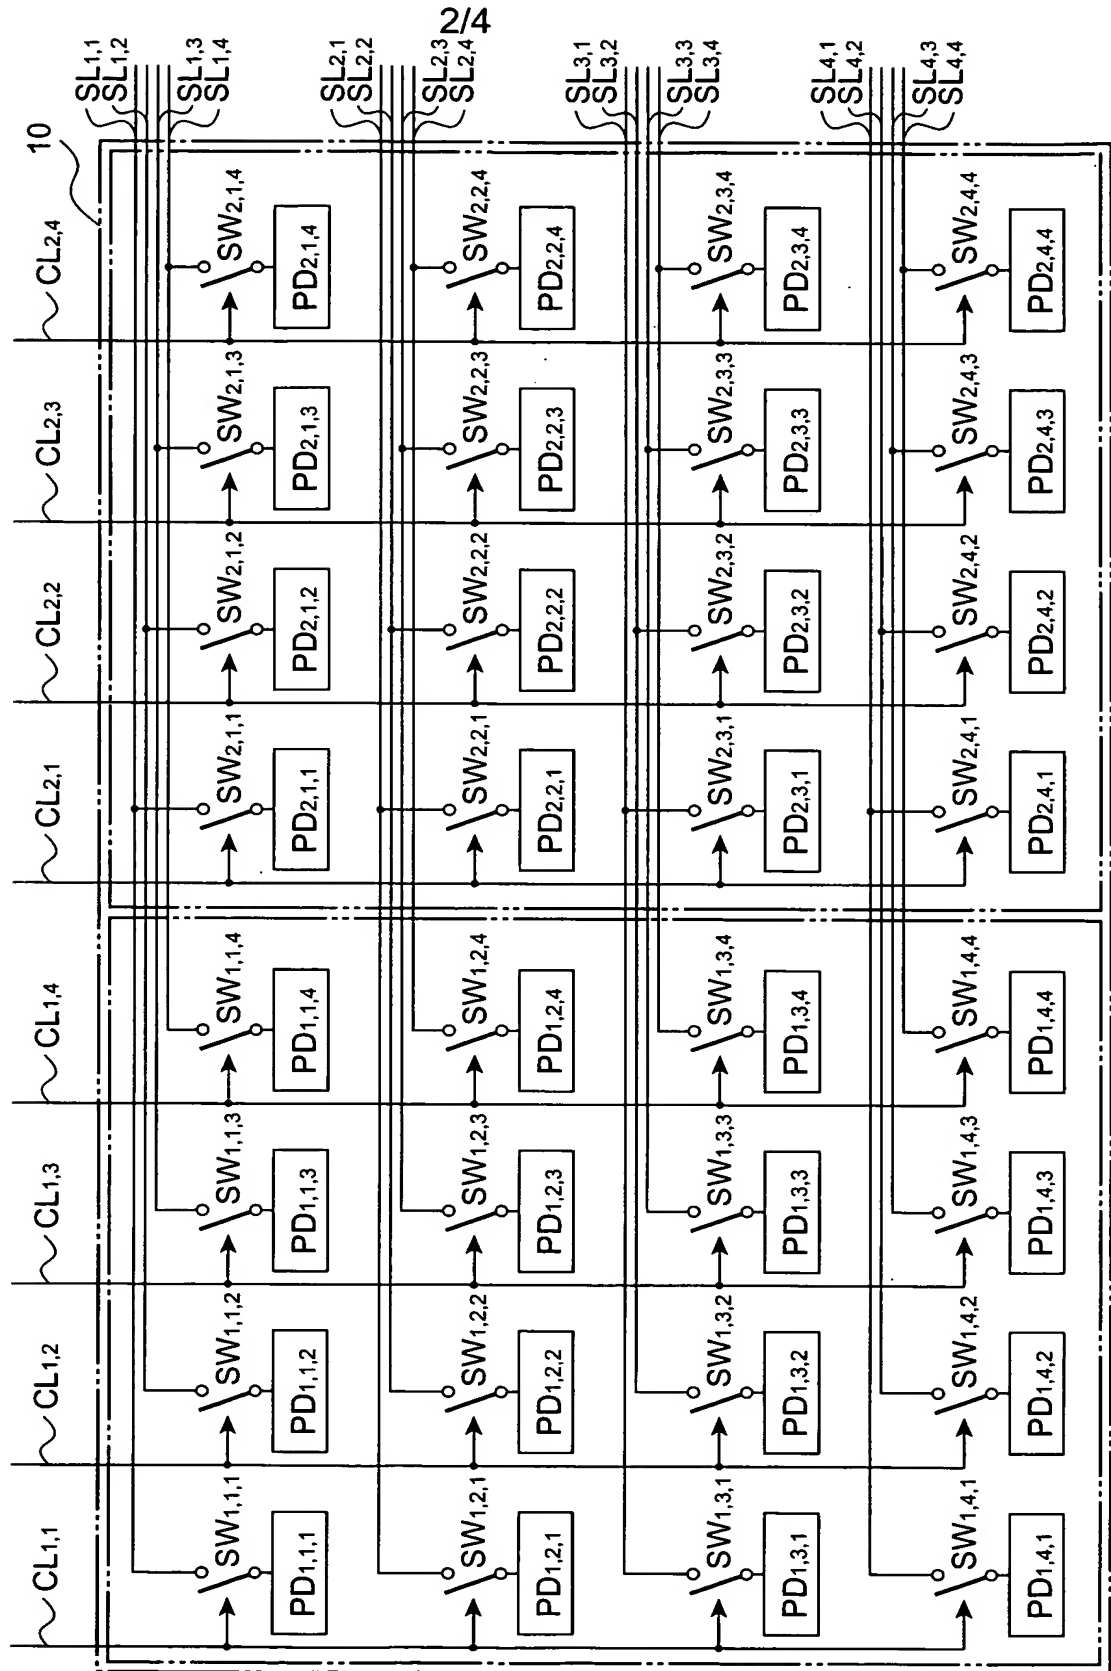 2/4
SL1,1
SL1,2
SL1,3
SL1,4
SL2,1
SL2,2
SL2,3
SL2,4
SL3,1
SL3,2
SL3,3
SL3,4
SL4,1
SL4,2
SL4,3
SL4,4
10
CL1,1
CL1,2
CL1,3
CL1,4
CL2,1
CL2,2
CL2,3
CL2,4
SW1,1,1
SW1,1,2
SW1,1,3
SW1,1,4
SW2,1,1
SW2,1,2
SW2,1,3
SW2,1,4
PD1,1,1
PD1,1,2
PD1,1,3
PD1,1,4
PD2,1,1
PD2,1,2
PD2,1,3
PD2,1,4
SW1,2,1
SW1,2,2
SW1,2,3
SW1,2,4
SW2,2,1
SW2,2,2
SW2,2,3
SW2,2,4
PD1,2,1
PD1,2,2
PD1,2,3
PD1,2,4
PD2,2,1
PD2,2,2
PD2,2,3
PD2,2,4
SW1,3,1
SW1,3,2
SW1,3,3
SW1,3,4
SW2,3,1
SW2,3,2
SW2,3,3
SW2,3,4
PD1,3,1
PD1,3,2
PD1,3,3
PD1,3,4
PD2,3,1
PD2,3,2
PD2,3,3
PD2,3,4
SW1,4,1
SW1,4,2
SW1,4,3
SW1,4,4
SW2,4,1
SW2,4,2
SW2,4,3
SW2,4,4
PD1,4,1
PD1,4,2
PD1,4,3
PD1,4,4
PD2,4,1
PD2,4,2
PD2,4,3
PD2,4,4